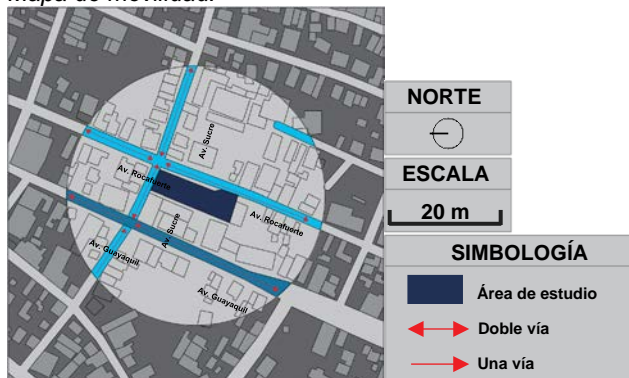 Mapa de movilidad.
Av. Sucre
Av. Rocafuerte
Av. Rocafuerte
Av. Sucre
Av. Guayaquil
Av. Guayaquil
NORTE
ESCALA
20 m
SIMBOLOGÍA
Área de estudio
Doble vía
Una vía